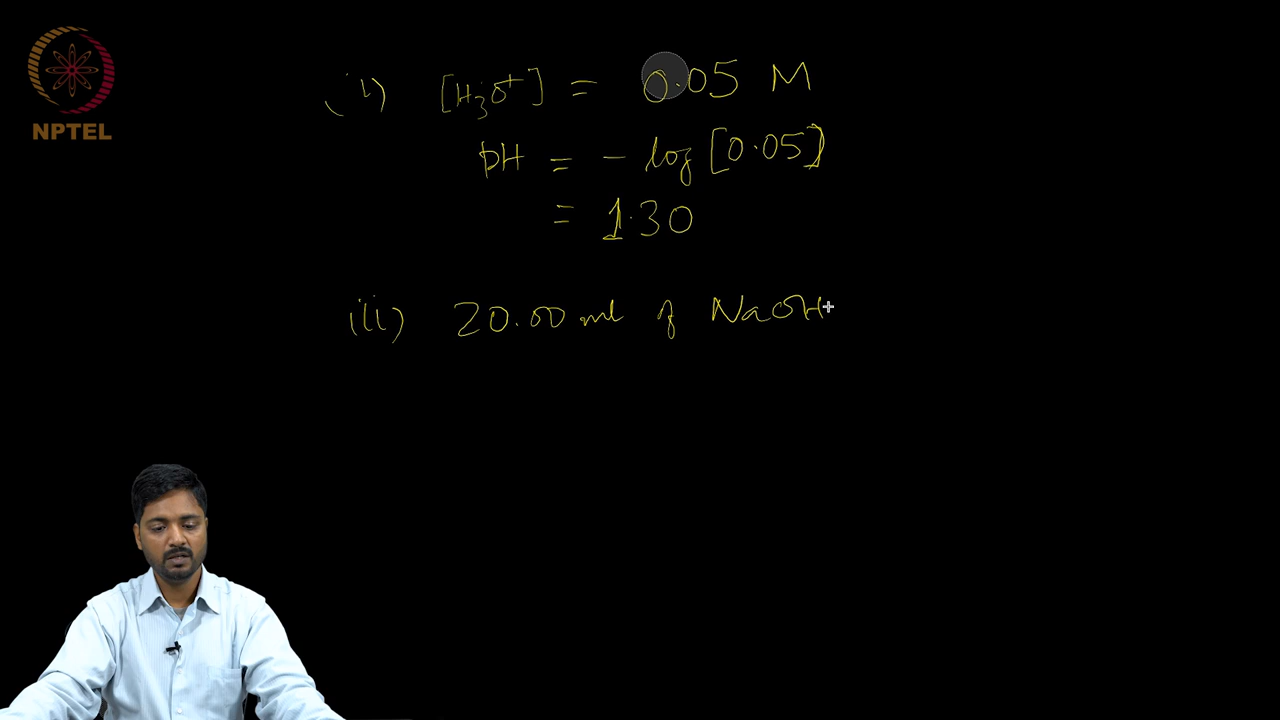 NPTEL
(i) [H₃O⁺] = 0.05 M
pH = - log [0.05]
= 1.30
(ii) 20.00 ml of NaOH